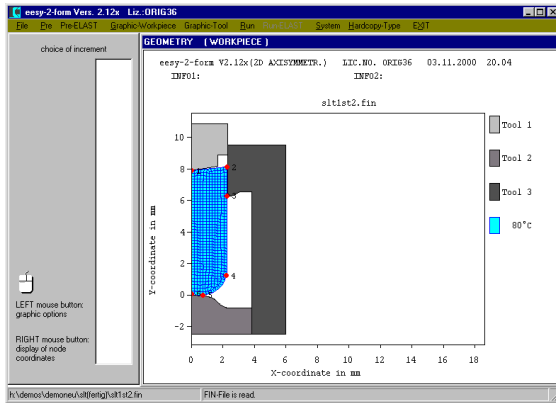 eesy-2-form Vers. 2.12x Liz.:ORIG36
File Pre Pre-ELAST Graphic-Workpiece Graphic-Tool Run System Hardcopy-Type EXIT
choice of increment
GEOMETRY (WORKPIECE)
eesy-2-form V2.12x(2D AXISYMMETR.) LIC.NO. ORIG36 03.11.2000 20.04
INFO1: INFO2:
slt1st2.fin
Tool 1
Tool 2
Tool 3
80°C
10
8
6
4
2
0
-2
Y-coordinate in mm
1
2
3
4
0 2 4 6 8 10 12 14 16 18
X-coordinate in mm
LEFT mouse button:
graphic options
RIGHT mouse button:
display of node
coordinates
h:\demos\demoneu\slt(fertig)\slt1st2.fin
FIN-File is read.